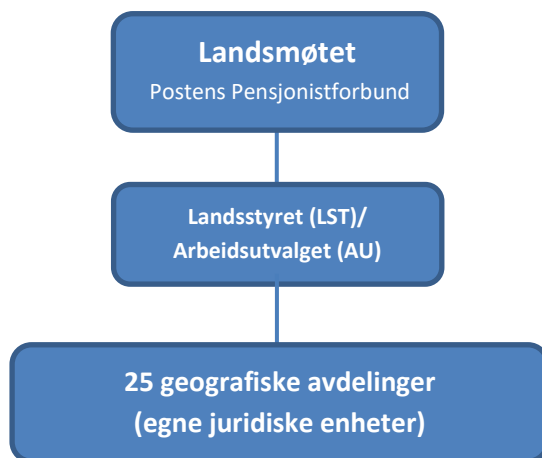 Landsmøtet
Postens Pensjonistforbund
Landsstyret (LST)/
Arbeidsutvalget (AU)
25 geografiske avdelinger
(egne juridiske enheter)